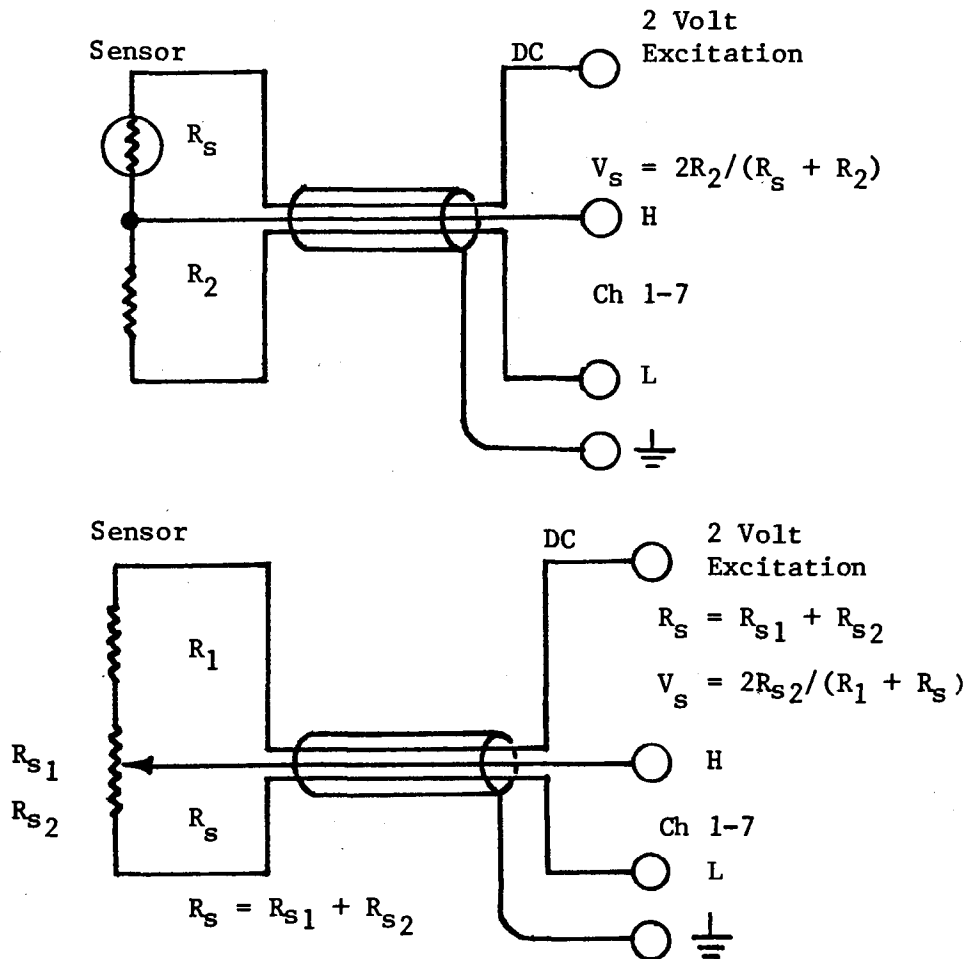 Sensor
DC
2 Volt
Excitation
R_s
V_s = 2R_2/(R_s + R_2)
H
R_2
Ch 1-7
L
Sensor
DC
2 Volt
Excitation
R_s = R_s1 + R_s2
R_1
V_s = 2R_s2/(R_1 + R_s)
R_s1
H
R_s2
R_s
Ch 1-7
L
R_s = R_s1 + R_s2